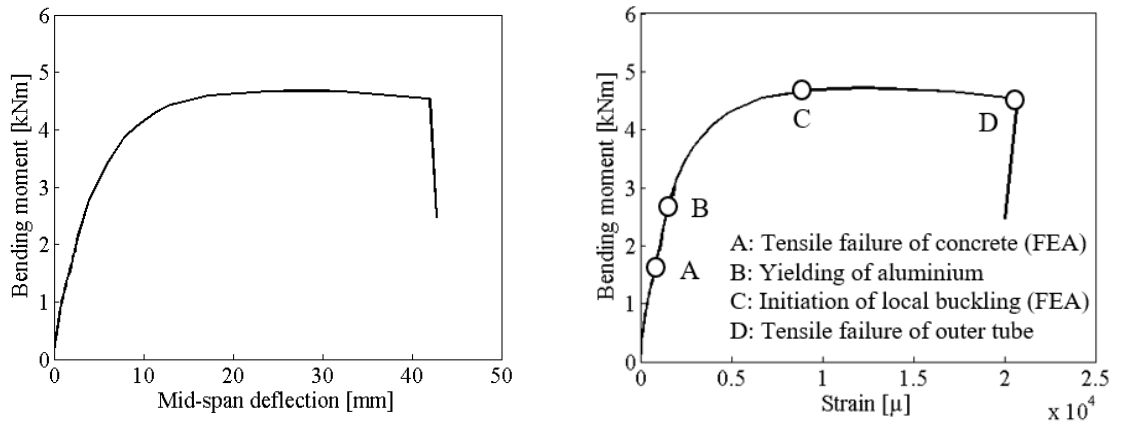 6
5
4
3
2
1
0
Bending moment [kNm]
0 10 20 30 40 50
Mid-span deflection [mm]
6
5
4
3
2
1
0
Bending moment [kNm]
C
D
B
A
A: Tensile failure of concrete (FEA)
B: Yielding of aluminium
C: Initiation of local buckling (FEA)
D: Tensile failure of outer tube
0 0.5 1 1.5 2 2.5
Strain [µ]
x 10⁴